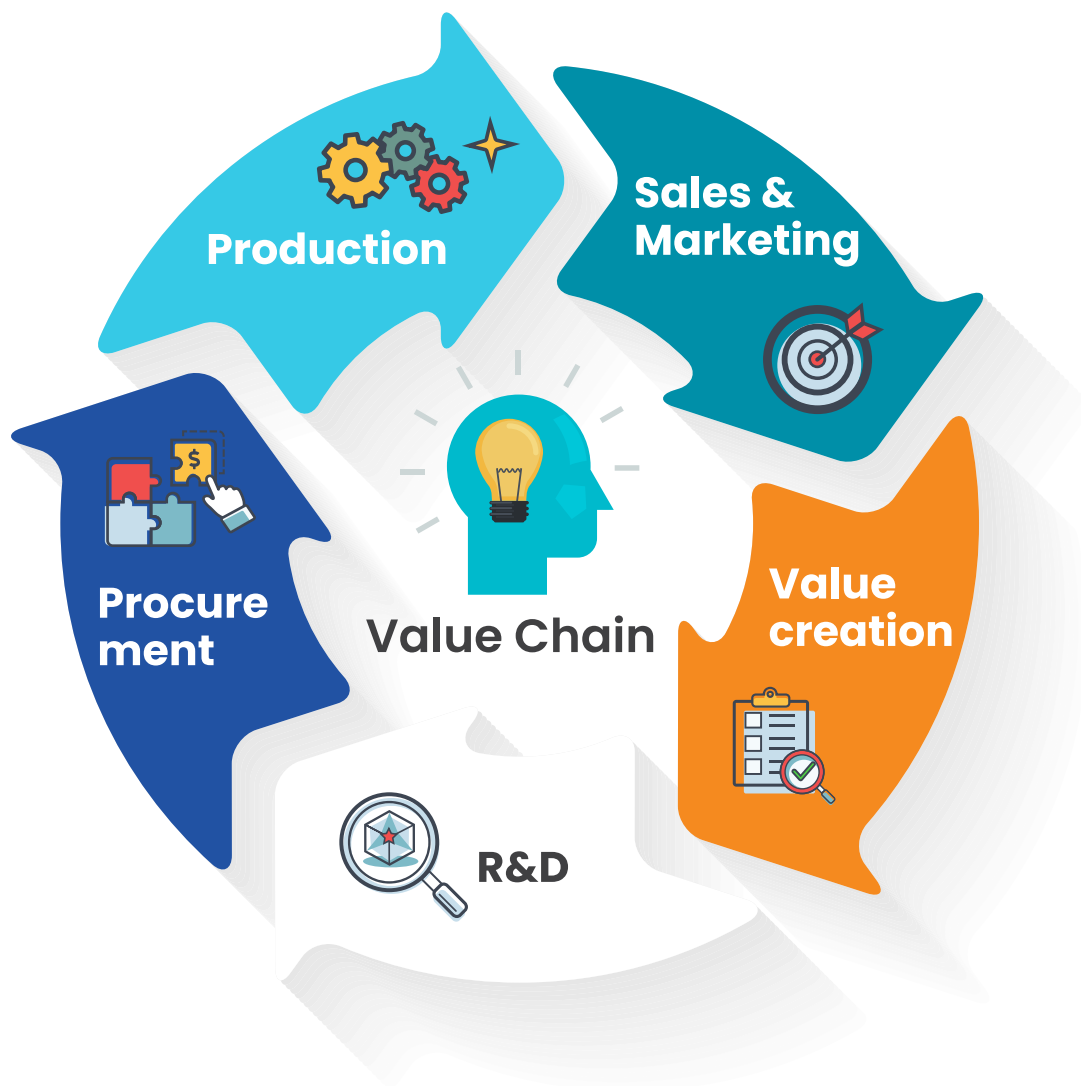 Production
Sales &
Marketing
$
Procure
ment
Value Chain
Value
creation
R&D